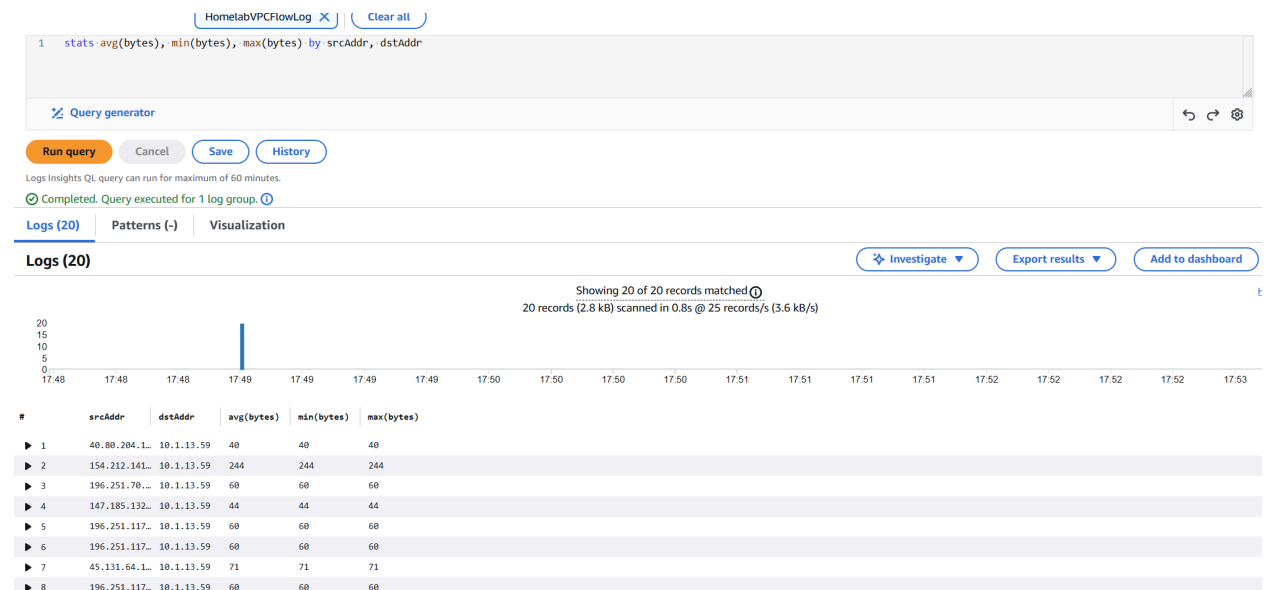 HomelabVPCFlowLog Clear all
1 stats avg(bytes), min(bytes), max(bytes) by srcAddr, dstAddr
Query generator
Run query Cancel Save History
Logs Insights QL query can run for maximum of 60 minutes.
Completed. Query executed for 1 log group.
Logs (20) Patterns (-) Visualization
Logs (20) Investigate Export results Add to dashboard
Showing 20 of 20 records matched
20 records (2.8 kB) scanned in 0.8s @ 25 records/s (3.6 kB/s)
20
15
10
5
0
17:48 17:48 17:48 17:49 17:49 17:49 17:49 17:50 17:50 17:50 17:50 17:51 17:51 17:51 17:51 17:52 17:52 17:52 17:52 17:53
# srcAddr dstAddr avg(bytes) min(bytes) max(bytes)
1 40.80.204.1… 10.1.13.59 40 40 40
2 154.212.141… 10.1.13.59 244 244 244
3 196.251.70.… 10.1.13.59 60 60 60
4 147.185.132… 10.1.13.59 44 44 44
5 196.251.117… 10.1.13.59 60 60 60
6 196.251.117… 10.1.13.59 60 60 60
7 45.131.64.1… 10.1.13.59 71 71 71
8 196.251.117… 10.1.13.59 60 60 60